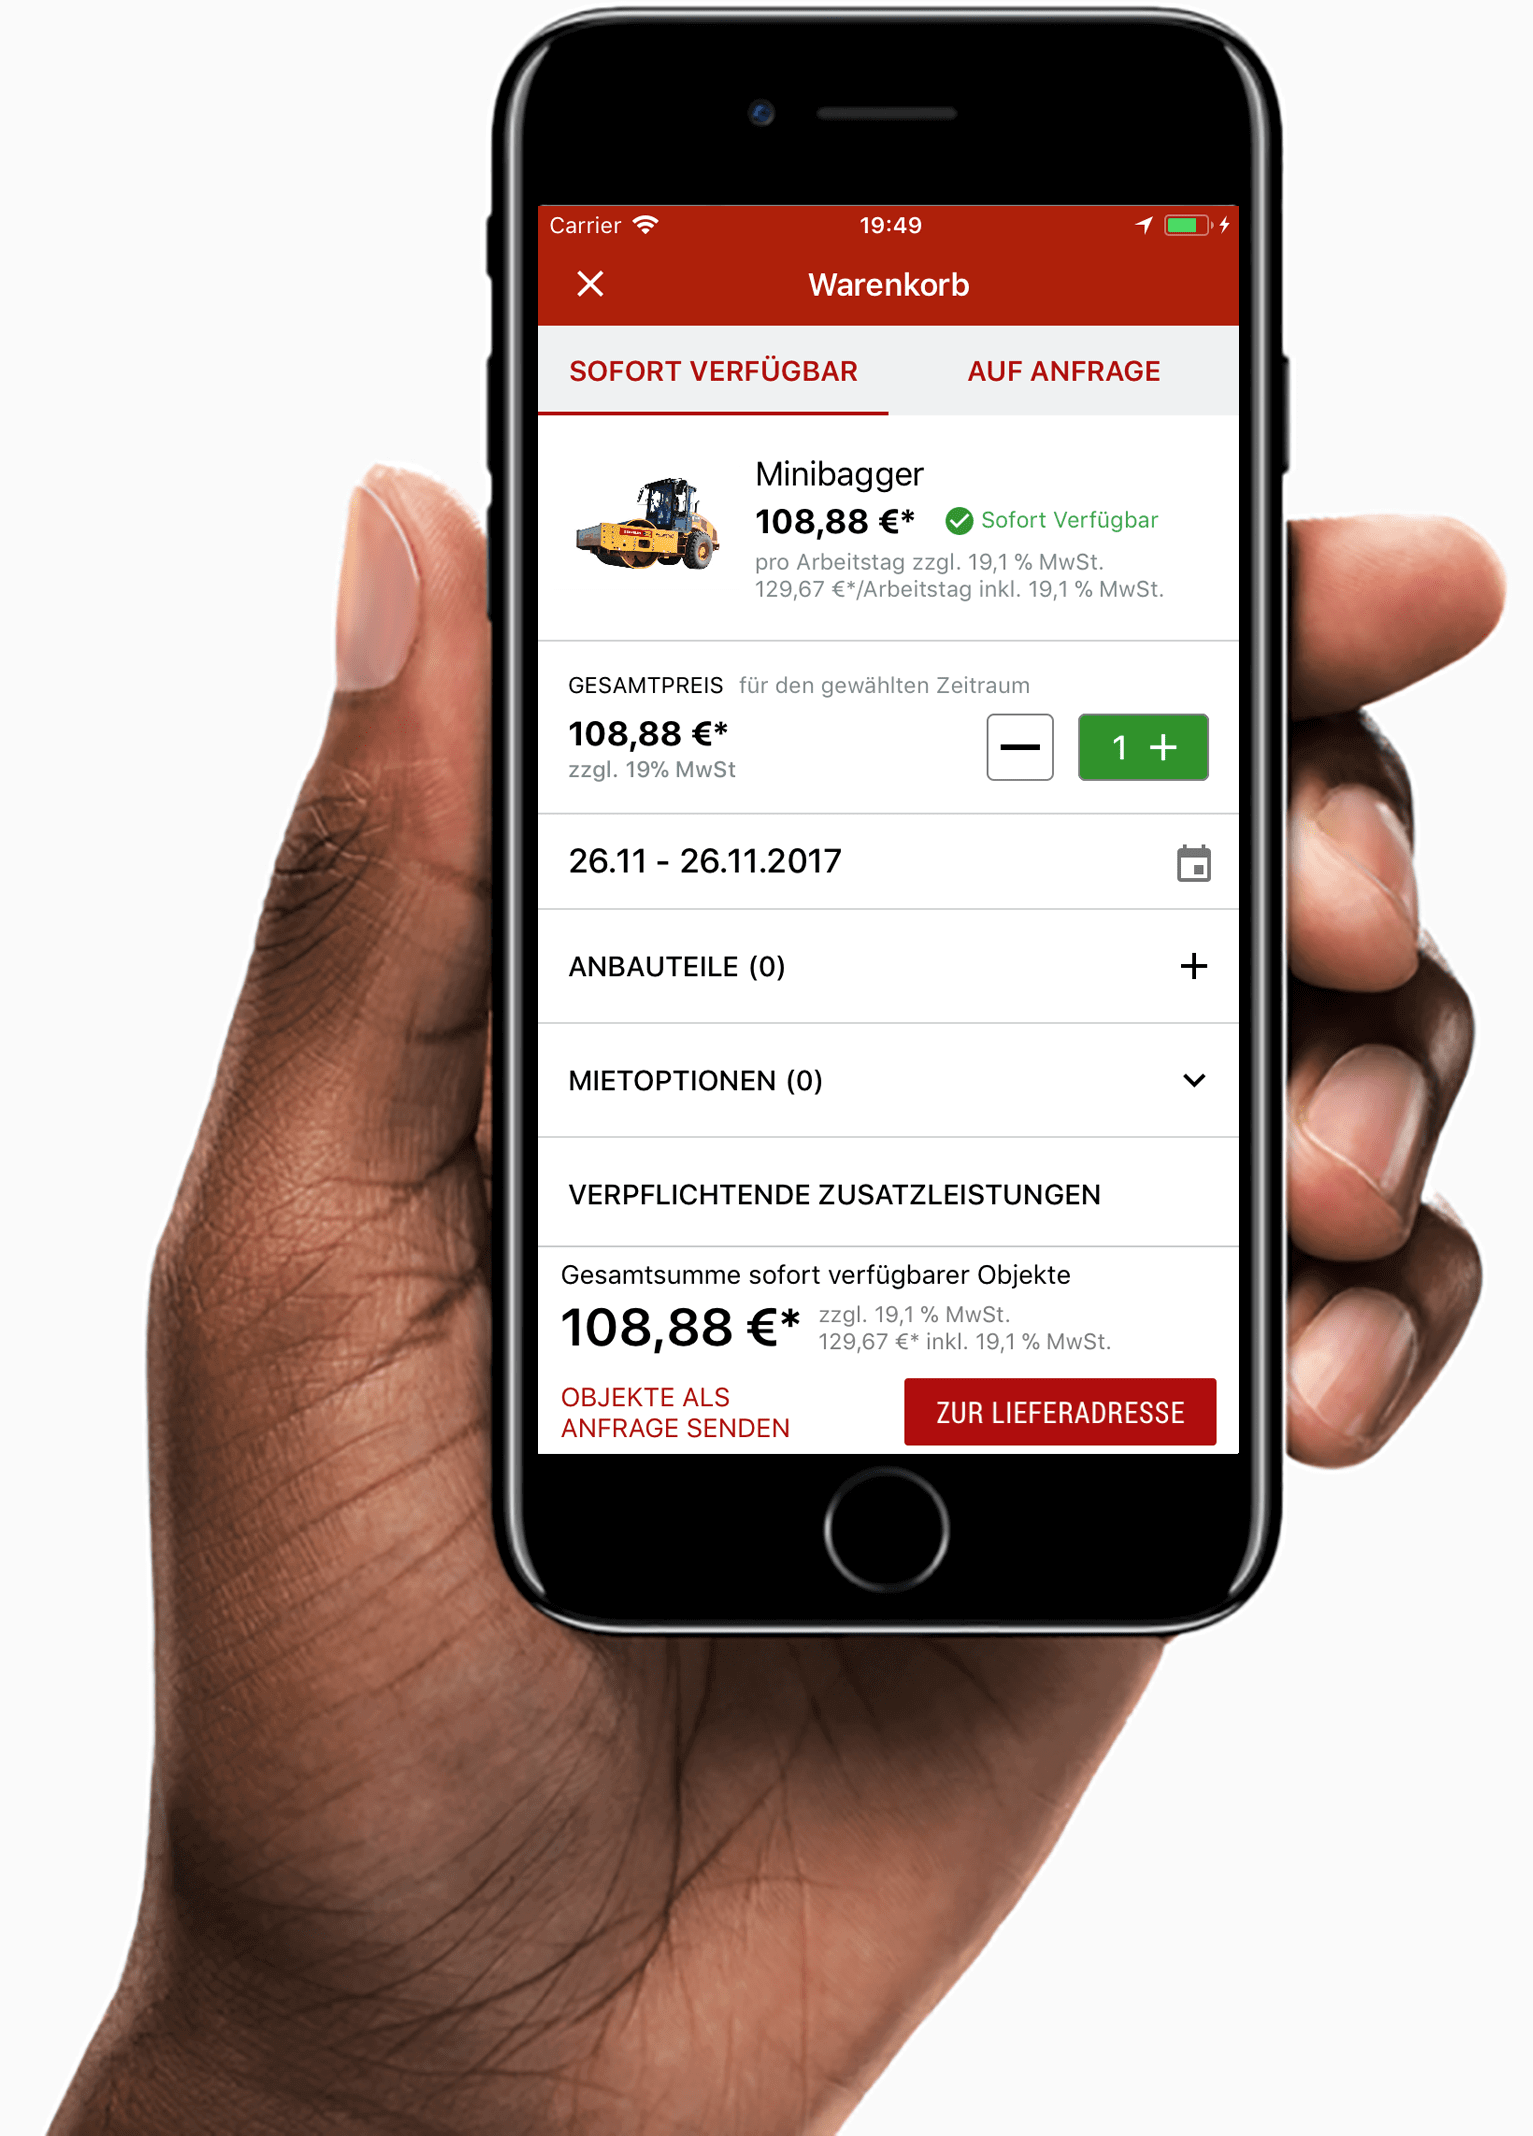 Carrier 19:49
Warenkorb
SOFORT VERFÜGBAR AUF ANFRAGE
Minibagger
108,88 €* Sofort Verfügbar
pro Arbeitstag zzgl. 19,1 % MwSt.
129,67 €*/Arbeitstag inkl. 19,1 % MwSt.
GESAMTPREIS für den gewählten Zeitraum
108,88 €*
zzgl. 19% MwSt
1 +
26.11 - 26.11.2017
ANBAUTEILE (0) +
MIETOPTIONEN (0)
VERPFLICHTENDE ZUSATZLEISTUNGEN
Gesamtsumme sofort verfügbarer Objekte
108,88 €*
zzgl. 19,1 % MwSt.
129,67 €* inkl. 19,1 % MwSt.
OBJEKTE ALS
ANFRAGE SENDEN
ZUR LIEFERADRESSE